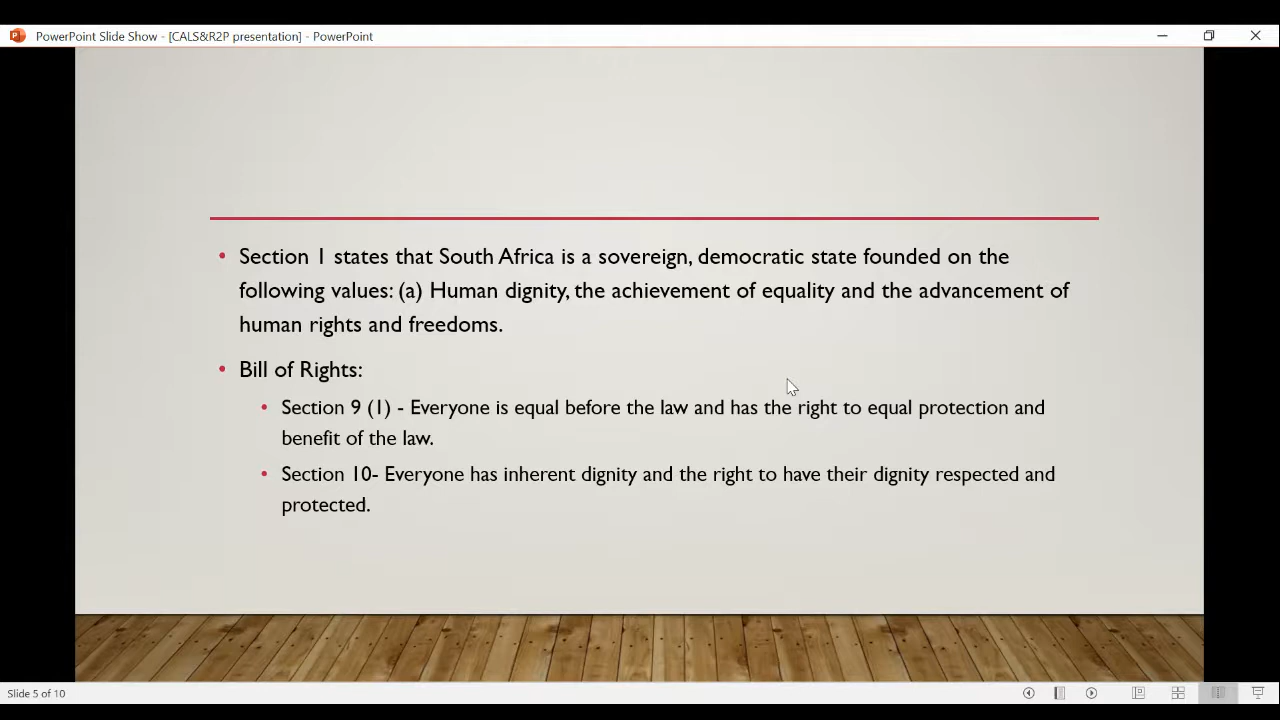 PowerPoint Slide Show - [CALS&R2P presentation] - PowerPoint
• Section 1 states that South Africa is a sovereign, democratic state founded on the
following values: (a) Human dignity, the achievement of equality and the advancement of
human rights and freedoms.
• Bill of Rights:
• Section 9 (1) - Everyone is equal before the law and has the right to equal protection and
benefit of the law.
• Section 10- Everyone has inherent dignity and the right to have their dignity respected and
protected.
Slide 5 of 10